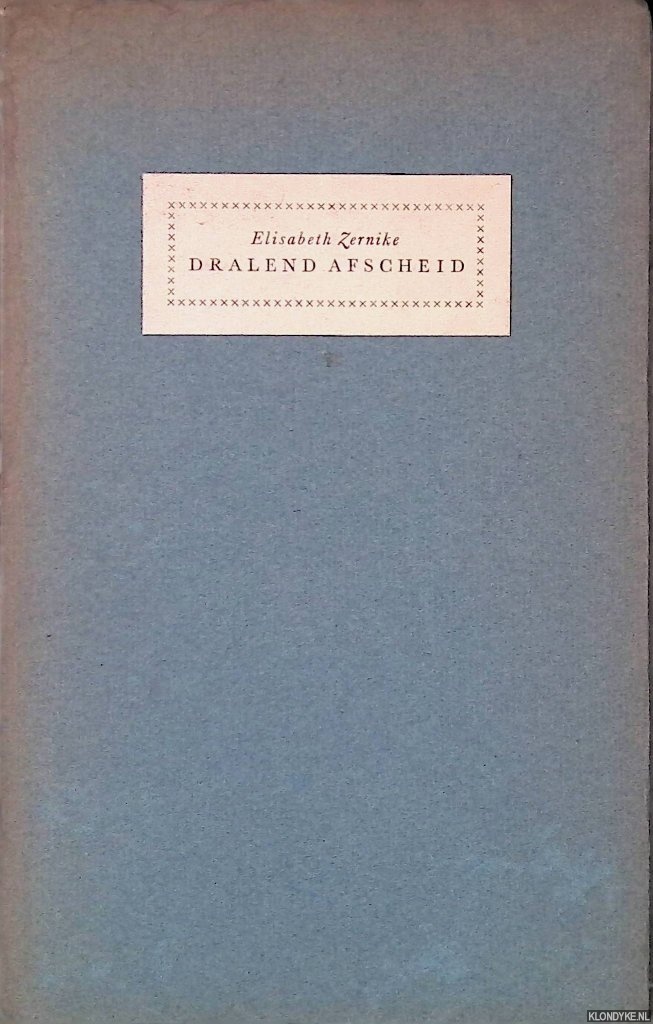 Elisabeth Zernike
DRALEND AFSCHEID
KLONDYKE.NL